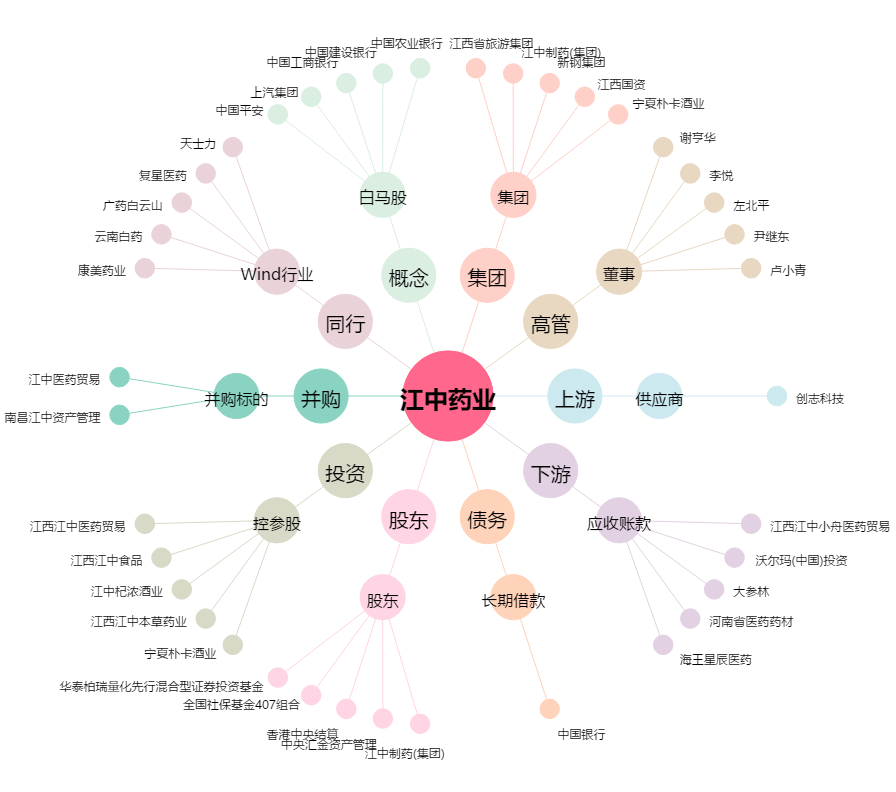 中国农业银行
江西省旅游集团
中国建设银行
江中制药(集团)
中国工商银行
新钢集团
上汽集团
江西国资
中国平安
宁夏朴卡酒业
天士力
谢亨华
复星医药
李悦
白马股
集团
广药白云山
左北平
云南白药
尹继东
康美药业
Wind行业
概念
集团
董事
卢小青
同行
高管
江中医药贸易
并购标的
并购
江中药业
上游
供应商
创志科技
南昌江中资产管理
投资
下游
江西江中医药贸易
控参股
股东
债务
应收账款
江西江中小舟医药贸易
江西江中食品
沃尔玛(中国)投资
江中杞浓酒业
大参林
股东
长期借款
江西江中本草药业
河南省医药药材
宁夏朴卡酒业
海王星辰医药
华泰柏瑞量化先行混合型证券投资基金
全国社保基金407组合
香港中央结算
中国银行
中央汇金资产管理
江中制药(集团)